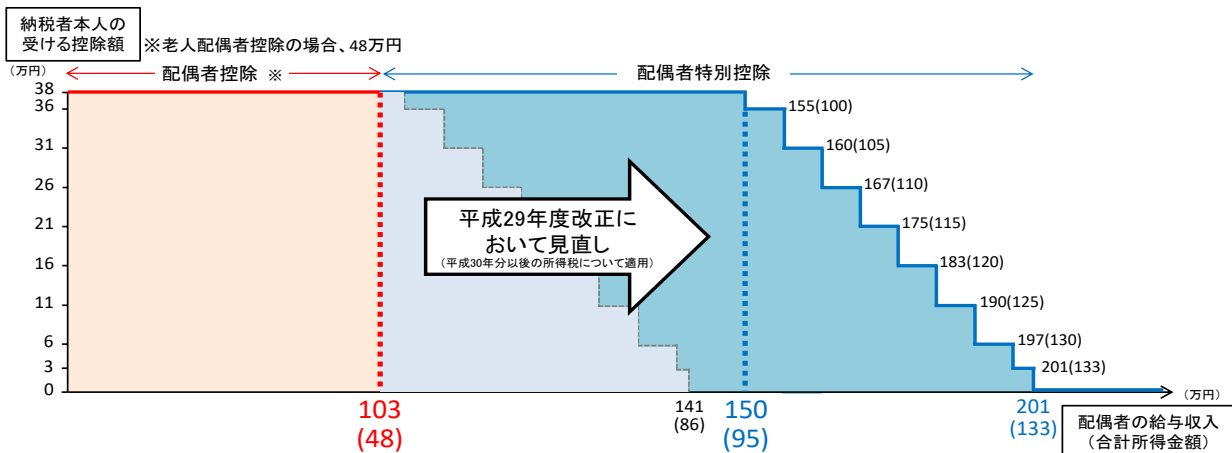 納税者本人の
受ける控除額
※老人配偶者控除の場合、48万円
（万円）
配偶者控除 ※
配偶者特別控除
38
36
31
26
21
16
11
6
3
0
155(100)
160(105)
167(110)
175(115)
183(120)
190(125)
197(130)
201(133)
平成29年度改正に
おいて見直し
（平成30年分以後の所得税について適用）
103
(48)
141
(86)
150
(95)
201
(133)
（万円）
配偶者の給与収入
（合計所得金額）